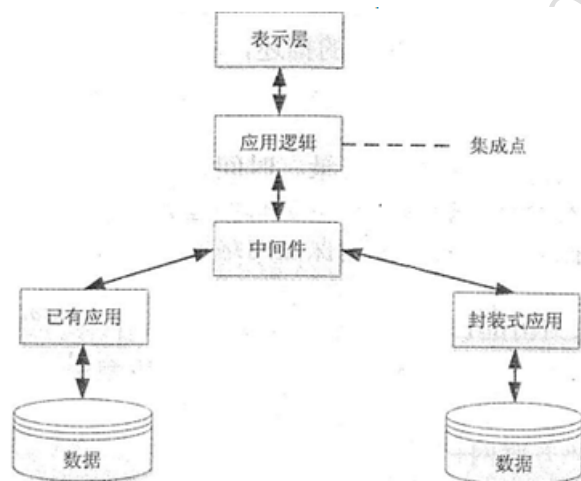 表示层
应用逻辑
集成点
中间件
已有应用
封装式应用
数据
数据